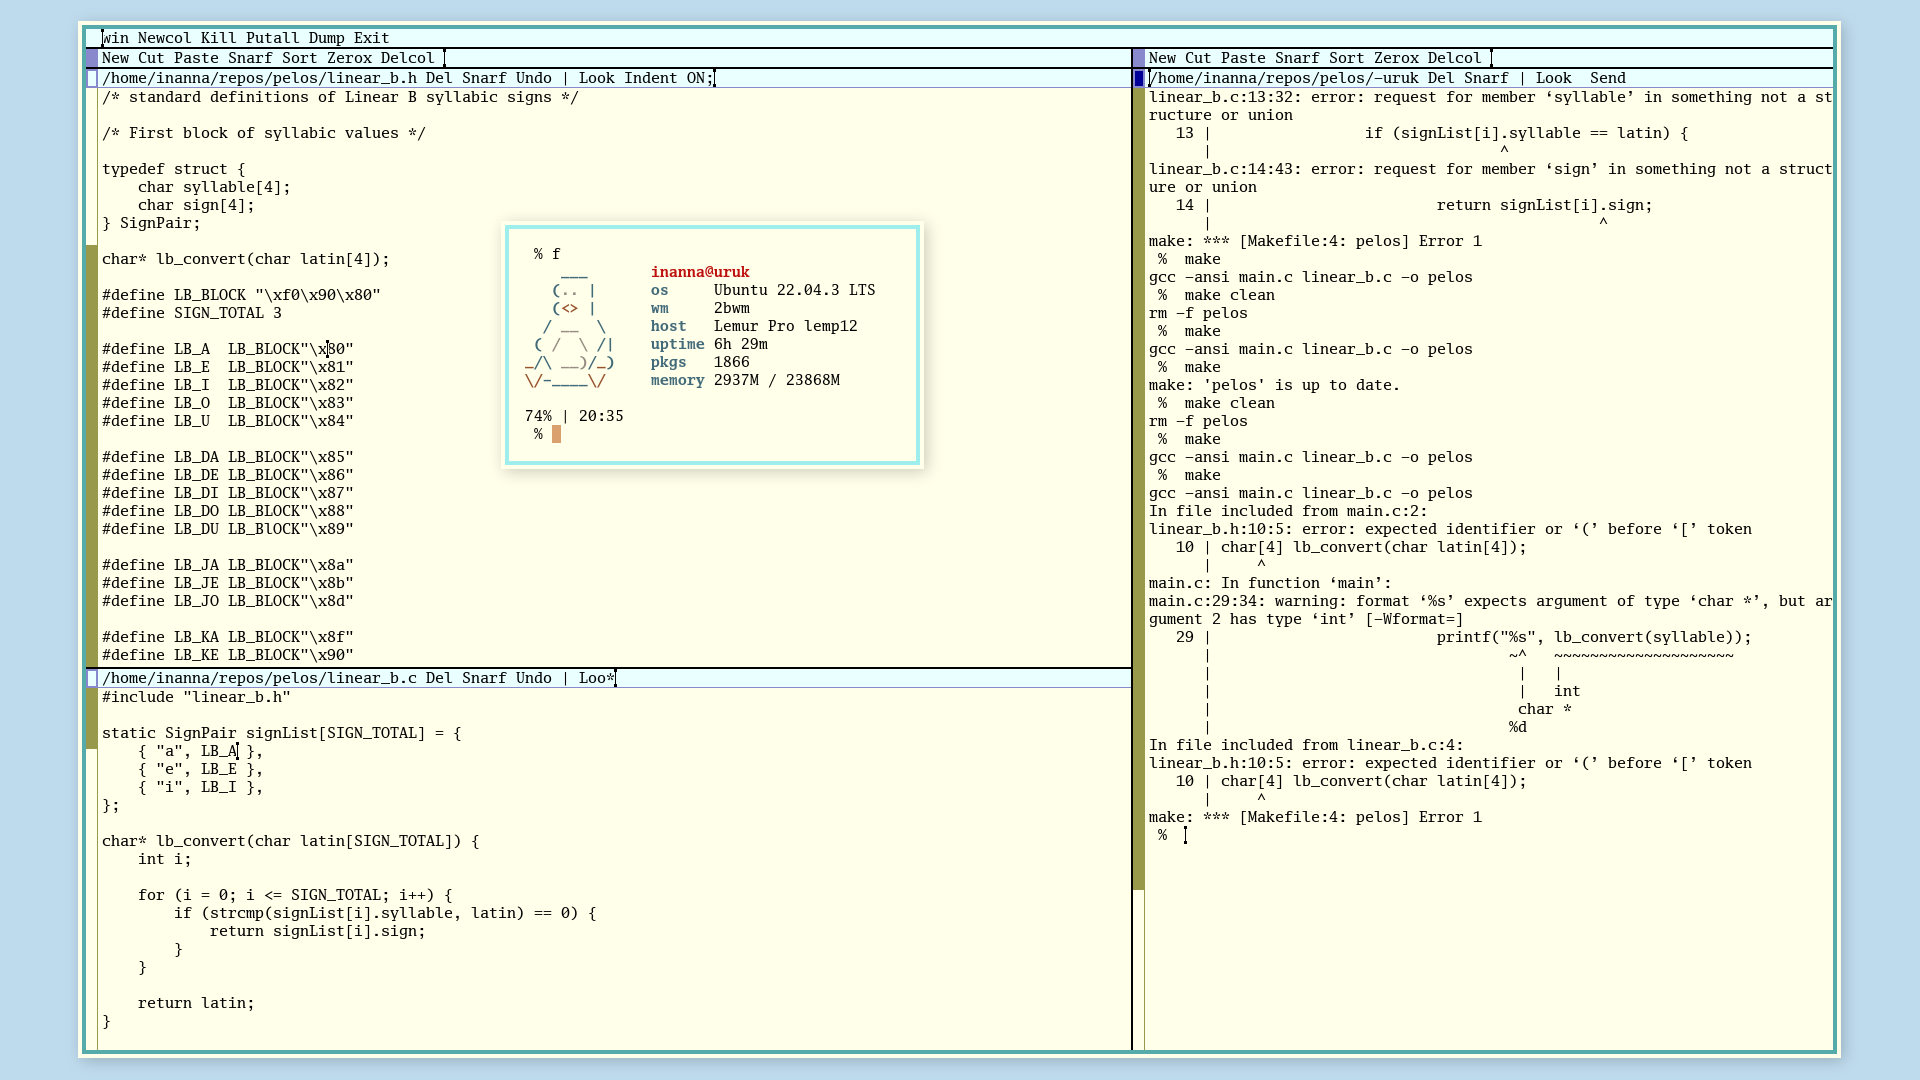 win Newcol Kill Putall Dump Exit
New Cut Paste Snarf Sort Zerox Delcol
/home/inanna/repos/pelos/linear_b.h Del Snarf Undo | Look Indent ON;
/* standard definitions of Linear B syllabic signs */
/* First block of syllabic values */
typedef struct {
    char syllable[4];
    char sign[4];
} SignPair;
char* lb_convert(char latin[4]);
#define LB_BLOCK "\xf0\x90\x80"
#define SIGN_TOTAL 3
#define LB_A  LB_BLOCK"\x80"
#define LB_E  LB_BLOCK"\x81"
#define LB_I  LB_BLOCK"\x82"
#define LB_O  LB_BLOCK"\x83"
#define LB_U  LB_BLOCK"\x84"
#define LB_DA LB_BLOCK"\x85"
#define LB_DE LB_BLOCK"\x86"
#define LB_DI LB_BLOCK"\x87"
#define LB_DO LB_BLOCK"\x88"
#define LB_DU LB_BlOCK"\x89"
#define LB_JA LB_BLOCK"\x8a"
#define LB_JE LB_BLOCK"\x8b"
#define LB_JO LB_BLOCK"\x8d"
#define LB_KA LB_BLOCK"\x8f"
#define LB_KE LB_BLOCK"\x90"
/home/inanna/repos/pelos/linear_b.c Del Snarf Undo | Loo*
#include "linear_b.h"
static SignPair signList[SIGN_TOTAL] = {
    { "a", LB_A },
    { "e", LB_E },
    { "i", LB_I },
};
char* lb_convert(char latin[SIGN_TOTAL]) {
    int i;
    for (i = 0; i <= SIGN_TOTAL; i++) {
        if (strcmp(signList[i].syllable, latin) == 0) {
            return signList[i].sign;
        }
    }
    return latin;
}
 % f
    ___
   (.. |
   (<> |
  / __  \
 ( /  \ /|
_/\ __)/_)
\/-____\/
inanna@uruk
os     Ubuntu 22.04.3 LTS
wm     2bwm
host   Lemur Pro lemp12
uptime 6h 29m
pkgs   1866
memory 2937M / 23868M
74% | 20:35
 %
New Cut Paste Snarf Sort Zerox Delcol
/home/inanna/repos/pelos/-uruk Del Snarf | Look  Send
linear_b.c:13:32: error: request for member ‘syllable’ in something not a st
ructure or union
   13 |                 if (signList[i].syllable == latin) {
      |                                ^
linear_b.c:14:43: error: request for member ‘sign’ in something not a struct
ure or union
   14 |                         return signList[i].sign;
      |                                           ^
make: *** [Makefile:4: pelos] Error 1
 %  make
gcc -ansi main.c linear_b.c -o pelos
 %  make clean
rm -f pelos
 %  make
gcc -ansi main.c linear_b.c -o pelos
 %  make
make: 'pelos' is up to date.
 %  make clean
rm -f pelos
 %  make
gcc -ansi main.c linear_b.c -o pelos
 %  make
gcc -ansi main.c linear_b.c -o pelos
In file included from main.c:2:
linear_b.h:10:5: error: expected identifier or ‘(’ before ‘[’ token
   10 | char[4] lb_convert(char latin[4]);
      |     ^
main.c: In function ‘main’:
main.c:29:34: warning: format ‘%s’ expects argument of type ‘char *’, but ar
gument 2 has type ‘int’ [-Wformat=]
   29 |                         printf("%s", lb_convert(syllable));
      |                                 ~^   ~~~~~~~~~~~~~~~~~~~~
      |                                  |   |
      |                                  |   int
      |                                  char *
      |                                 %d
In file included from linear_b.c:4:
linear_b.h:10:5: error: expected identifier or ‘(’ before ‘[’ token
   10 | char[4] lb_convert(char latin[4]);
      |     ^
make: *** [Makefile:4: pelos] Error 1
 %